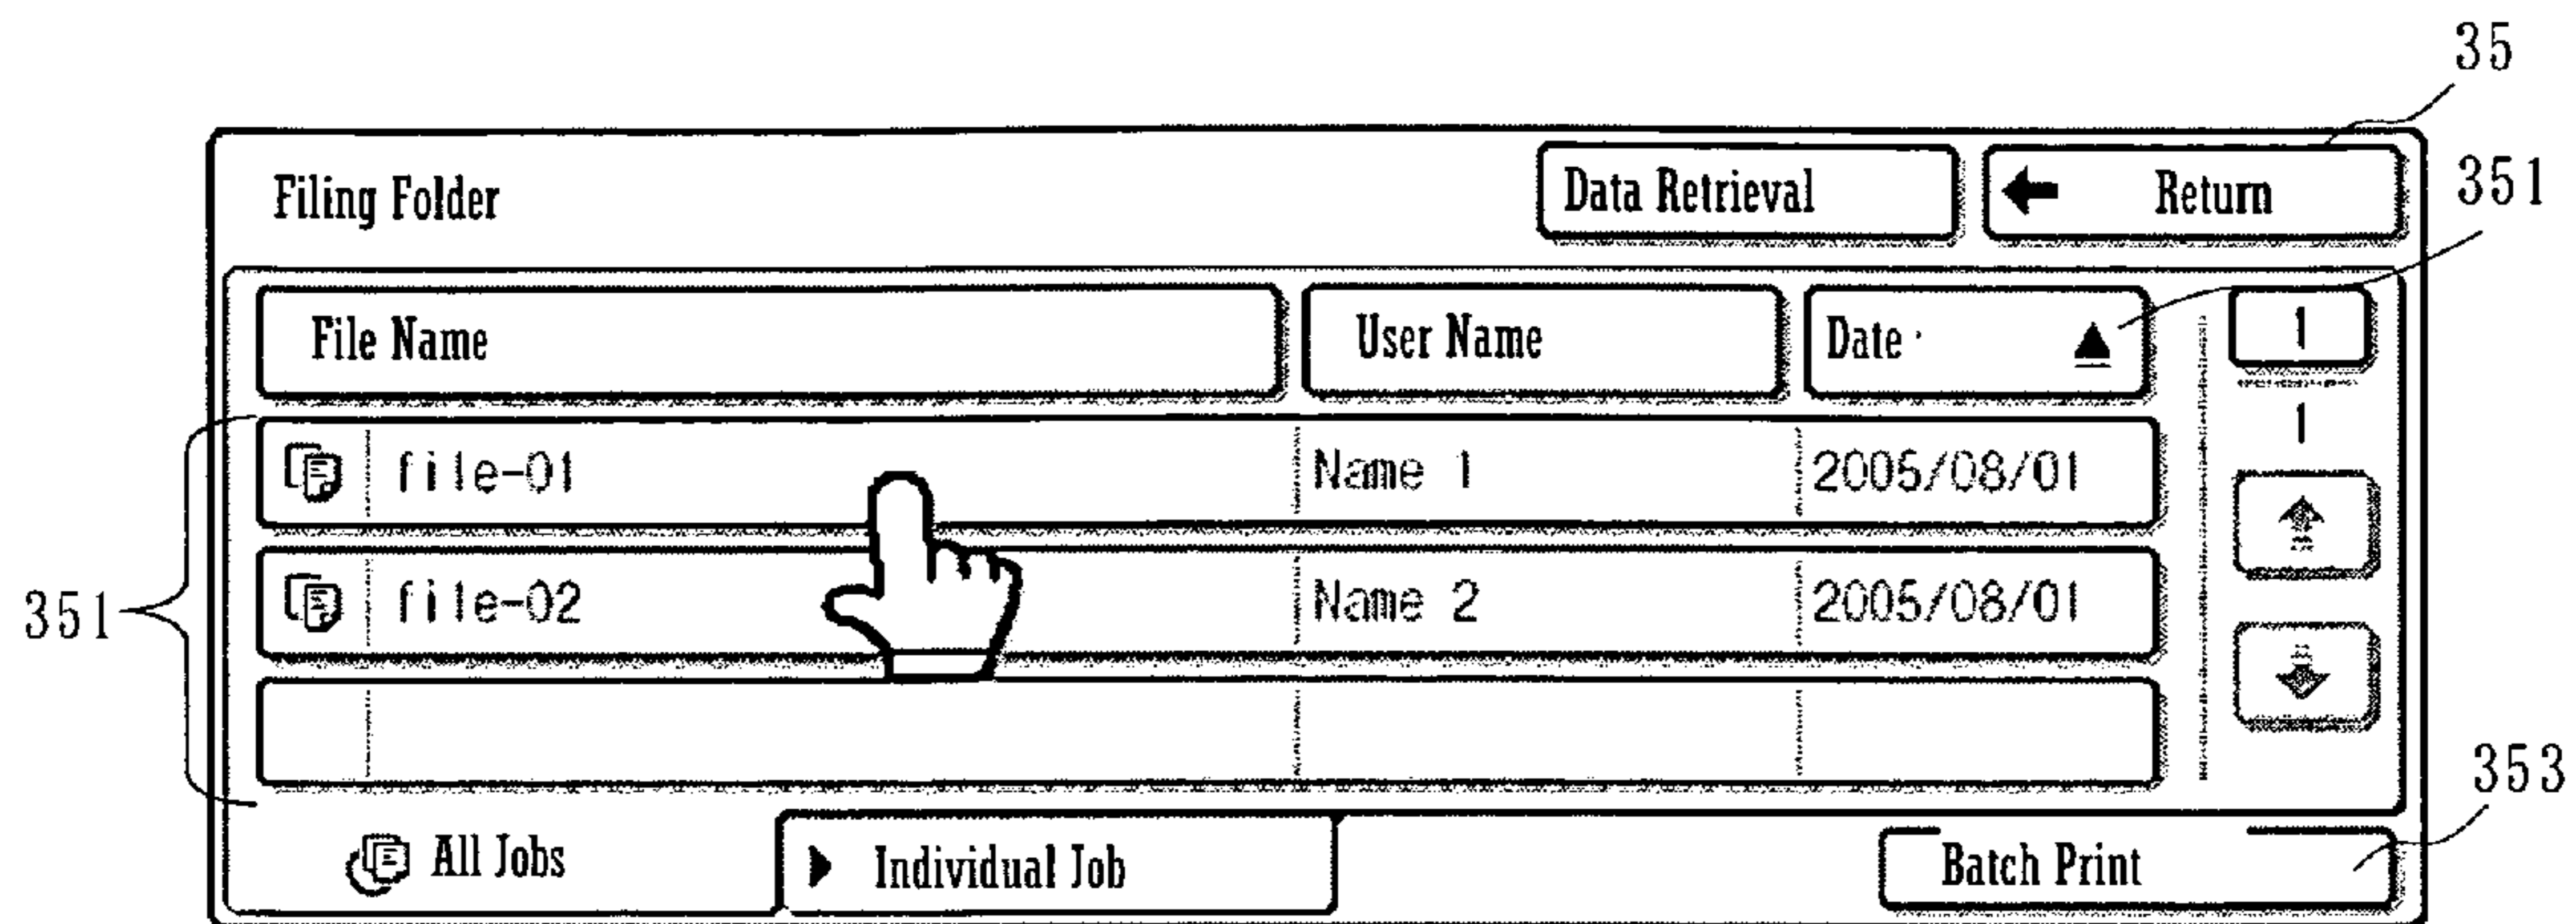 35
Filing Folder Data Retrieval Return
351
File Name User Name Date 1
1
file-01 Name 1 2005/08/01
351
file-02 Name 2 2005/08/01
353
All Jobs Individual Job Batch Print